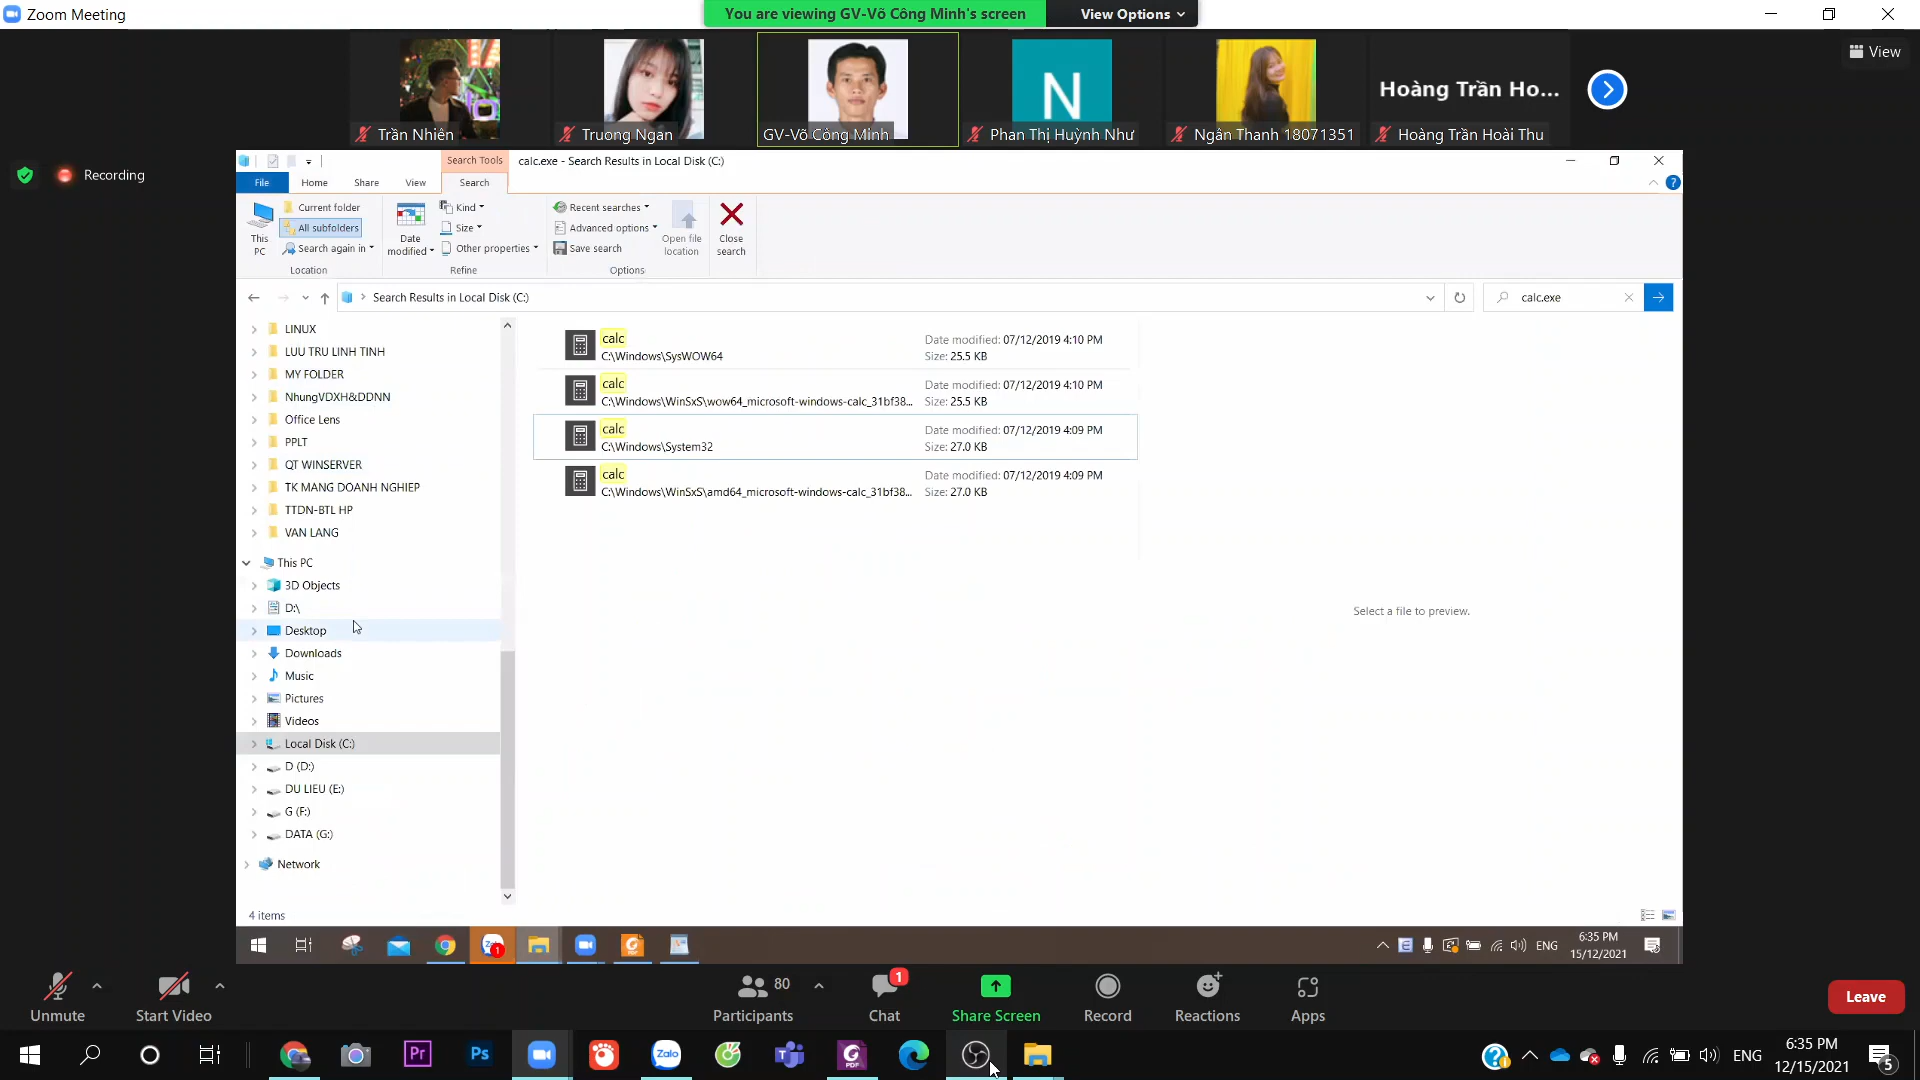 Zoom Meeting
You are viewing GV-Võ Công Minh's screen
View Options
View
Trần Nhiên
Truong Ngan
GV-Võ Công Minh
N
Phan Thị Huỳnh Như
Ngân Thanh 18071351
Hoàng Trần Ho...
Hoàng Trần Hoài Thu
Recording
Search Tools
calc.exe - Search Results in Local Disk (C:)
File
Home
Share
View
Search
This PC
Current folder
All subfolders
Search again in
Location
Date modified
Kind
Size
Other properties
Refine
Recent searches
Advanced options
Save search
Options
Open file location
Close search
Search Results in Local Disk (C:)
calc.exe
LINUX
LUU TRU LINH TINH
MY FOLDER
NhungVDXH&DDNN
Office Lens
PPLT
QT WINSERVER
TK MANG DOANH NGHIEP
TTDN-BTL HP
VAN LANG
This PC
3D Objects
D:\
Desktop
Downloads
Music
Pictures
Videos
Local Disk (C:)
D (D:)
DU LIEU (E:)
G (F:)
DATA (G:)
Network
calc
C:\Windows\SysWOW64
Date modified: 07/12/2019 4:10 PM
Size: 25.5 KB
calc
C:\Windows\WinSxS\wow64_microsoft-windows-calc_31bf38...
Date modified: 07/12/2019 4:10 PM
Size: 25.5 KB
calc
C:\Windows\System32
Date modified: 07/12/2019 4:09 PM
Size: 27.0 KB
calc
C:\Windows\WinSxS\amd64_microsoft-windows-calc_31bf38...
Date modified: 07/12/2019 4:09 PM
Size: 27.0 KB
Select a file to preview.
4 items
ENG
6:35 PM
15/12/2021
Unmute
Start Video
80
Participants
1
Chat
Share Screen
Record
Reactions
Apps
Leave
Pr
Ps
Zalo
PDF
ENG
6:35 PM
12/15/2021
5